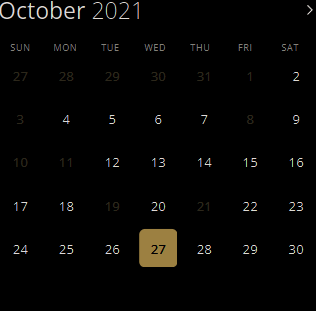 October 2021
SUN MON TUE WED THU FRI SAT
27 28 29 30 31 1 2
3 4 5 6 7 8 9
10 11 12 13 14 15 16
17 18 19 20 21 22 23
24 25 26 27 28 29 30